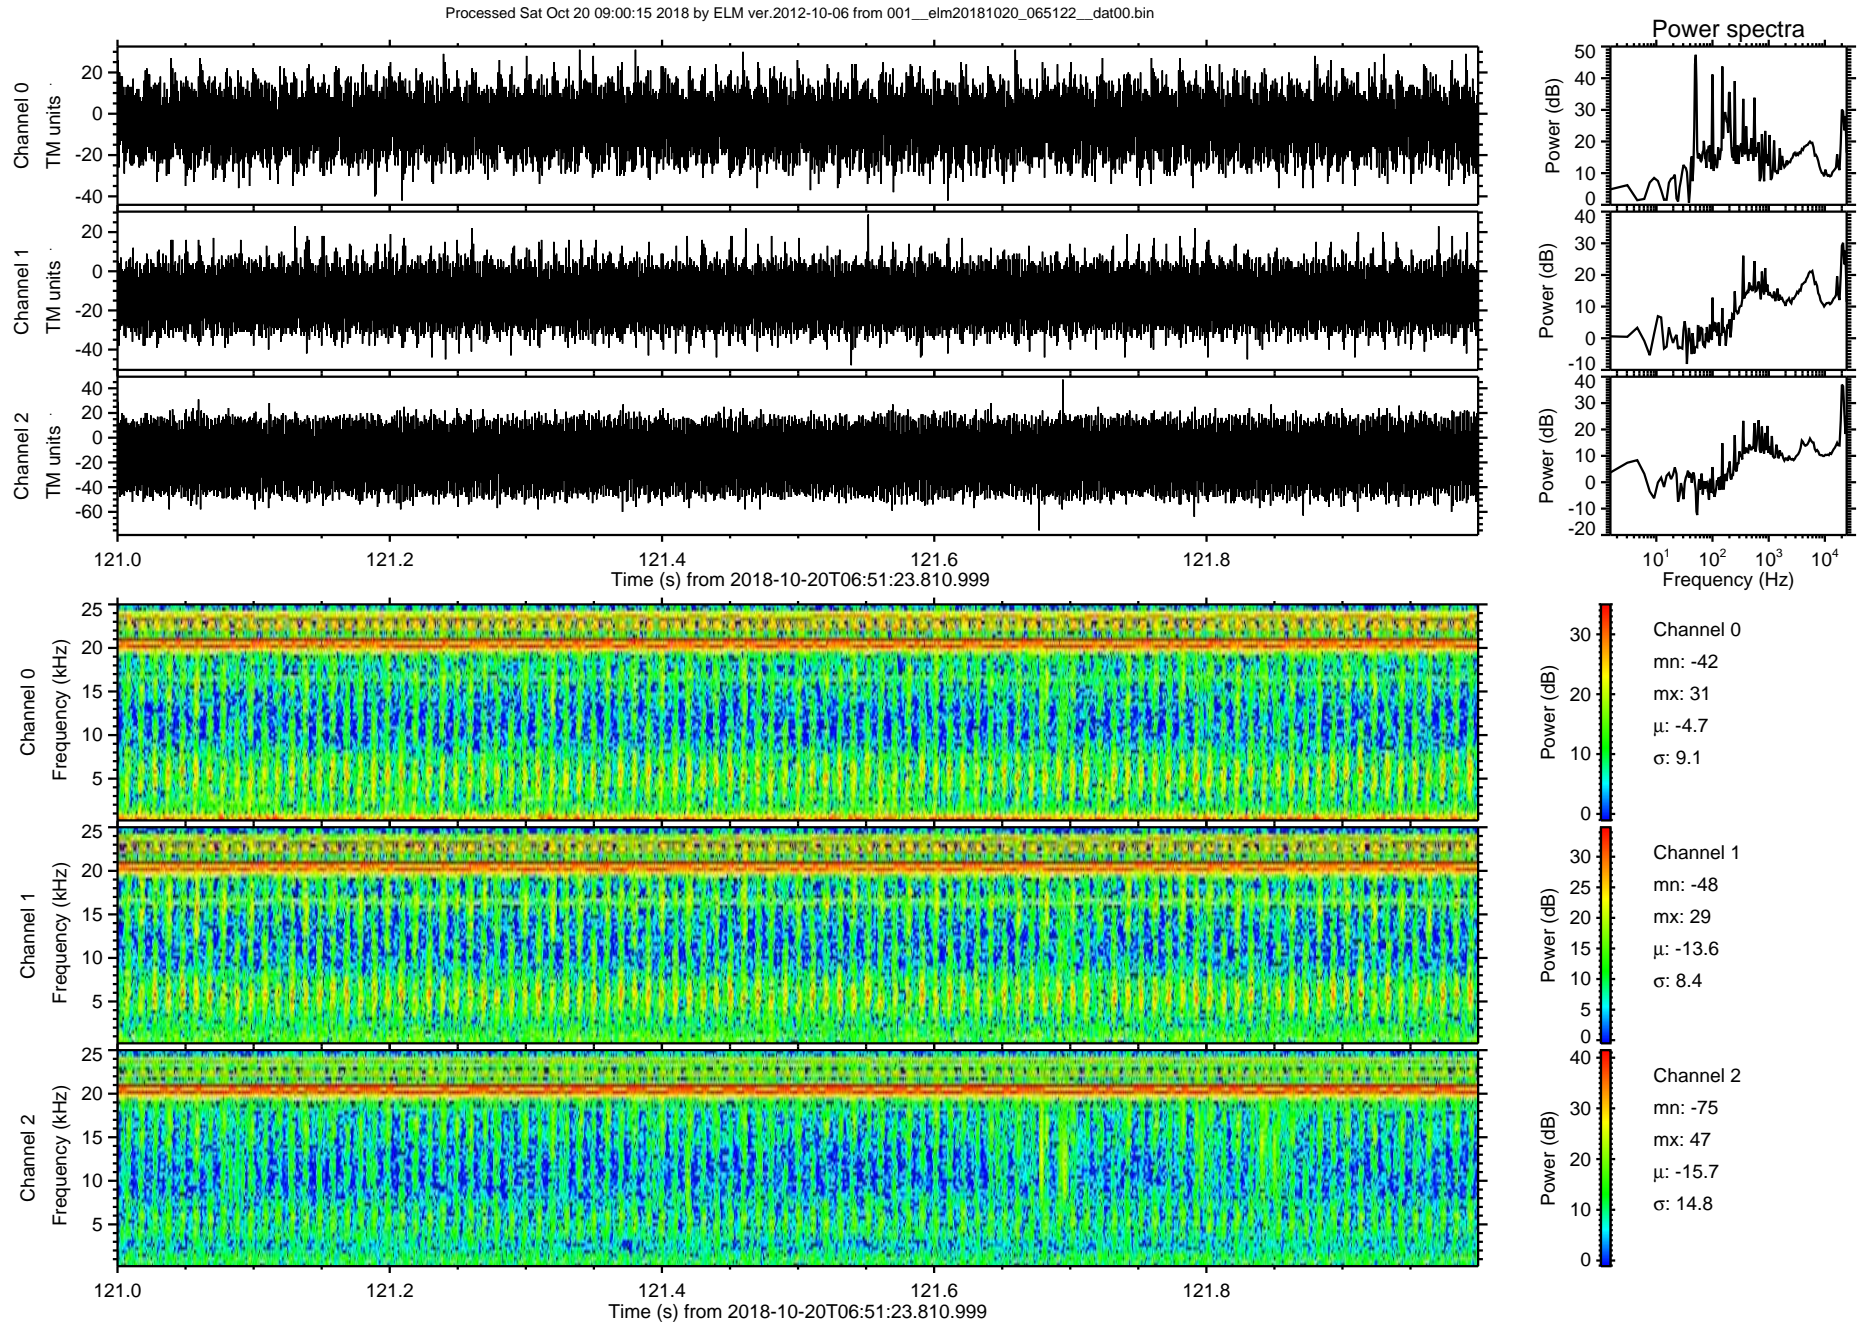 Processed Sat Oct 20 09:00:15 2018 by ELM ver.2012-10-06 from 001__elm20181020_065122__dat00.bin
Power spectra
Channel 0
TM units
20
0
-20
-40
Power (dB)
50
40
30
20
10
0
Channel 1
TM units
20
0
-20
-40
Power (dB)
40
30
20
10
0
-10
Channel 2
TM units
40
20
0
-20
-40
-60
Power (dB)
40
30
20
10
0
-10
-20
121.0 121.2 121.4 121.6 121.8
Time (s) from 2018-10-20T06:51:23.810.999
10^1 10^2 10^3 10^4
Frequency (Hz)
Channel 0
Frequency (kHz)
25
20
15
10
5
Power (dB)
30
20
10
0
Channel 0
mn: -42
mx: 31
μ: -4.7
σ: 9.1
Channel 1
Frequency (kHz)
25
20
15
10
5
Power (dB)
30
25
20
15
10
5
0
Channel 1
mn: -48
mx: 29
μ: -13.6
σ: 8.4
Channel 2
Frequency (kHz)
25
20
15
10
5
Power (dB)
40
30
20
10
0
Channel 2
mn: -75
mx: 47
μ: -15.7
σ: 14.8
121.0 121.2 121.4 121.6 121.8
Time (s) from 2018-10-20T06:51:23.810.999